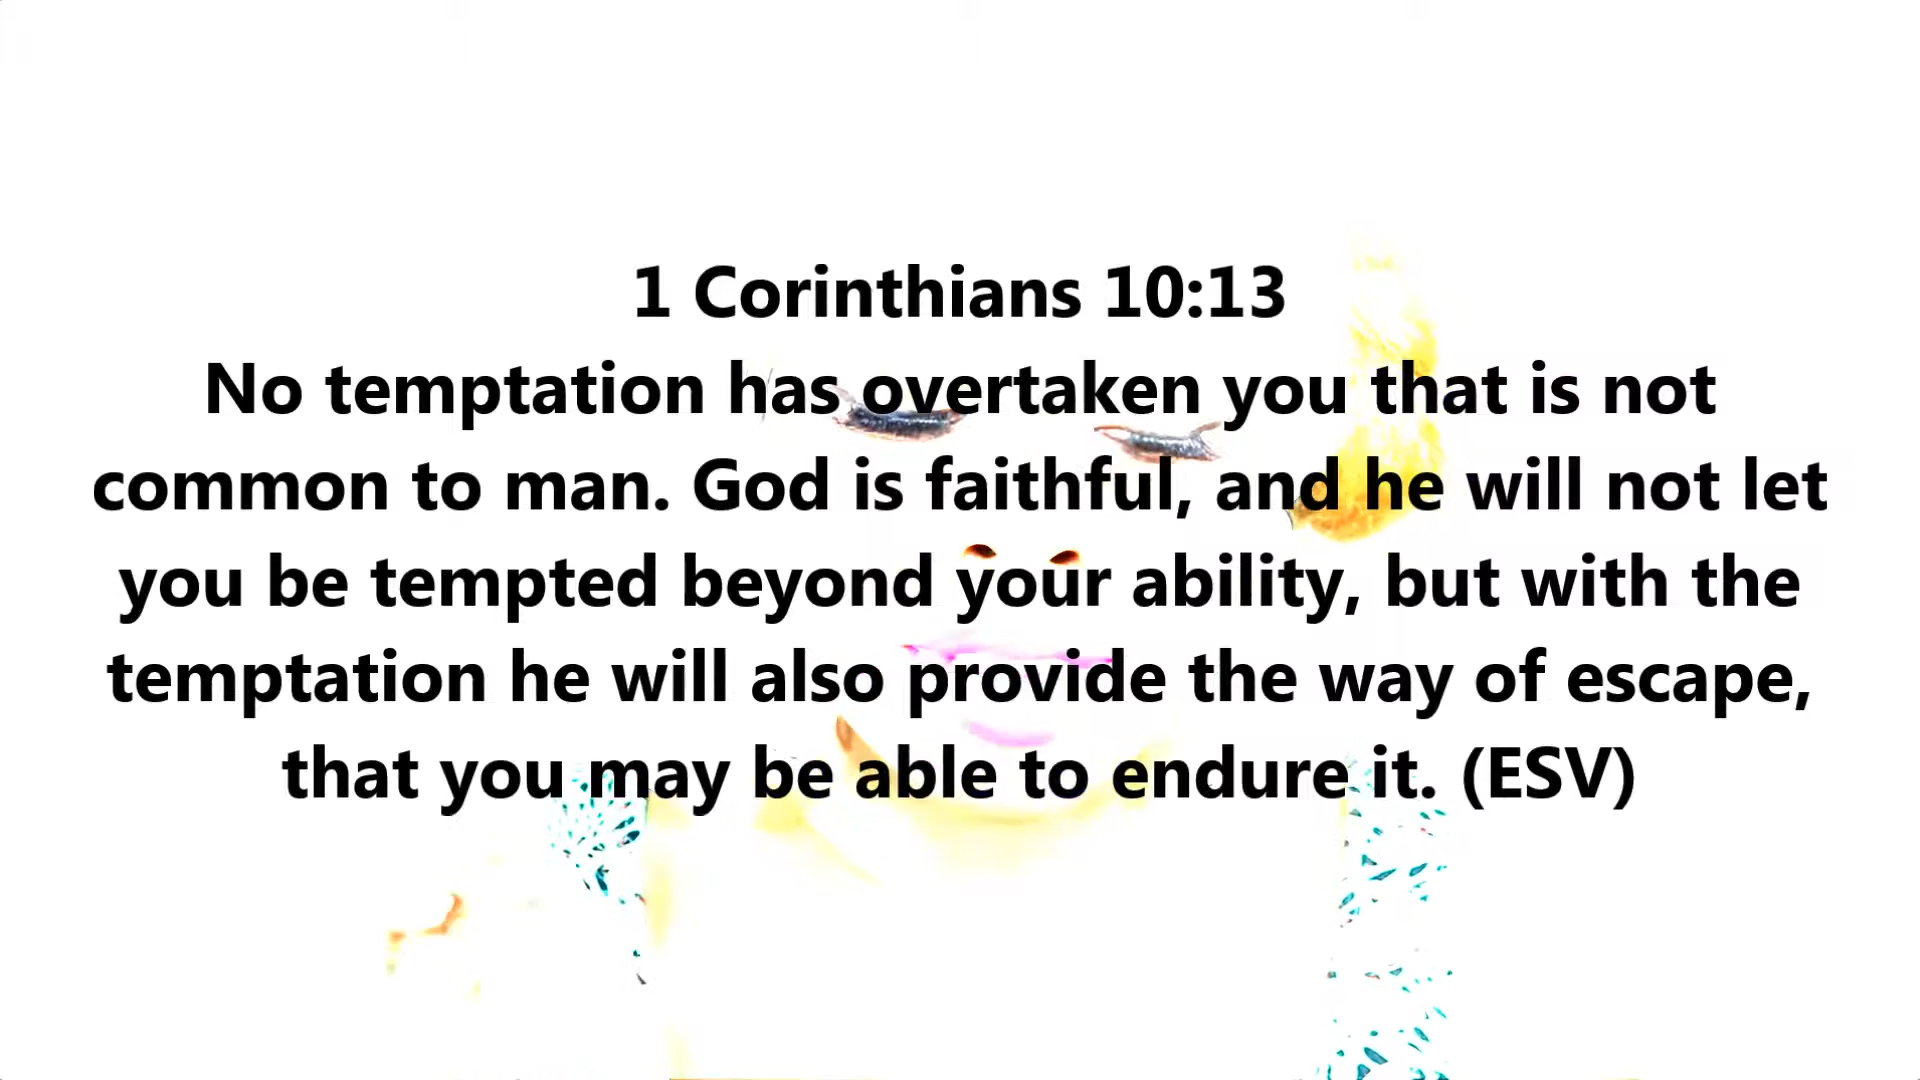 1 Corinthians 10:13
No temptation has overtaken you that is not
common to man. God is faithful, and he will not let
you be tempted beyond your ability, but with the
temptation he will also provide the way of escape,
that you may be able to endure it. (ESV)